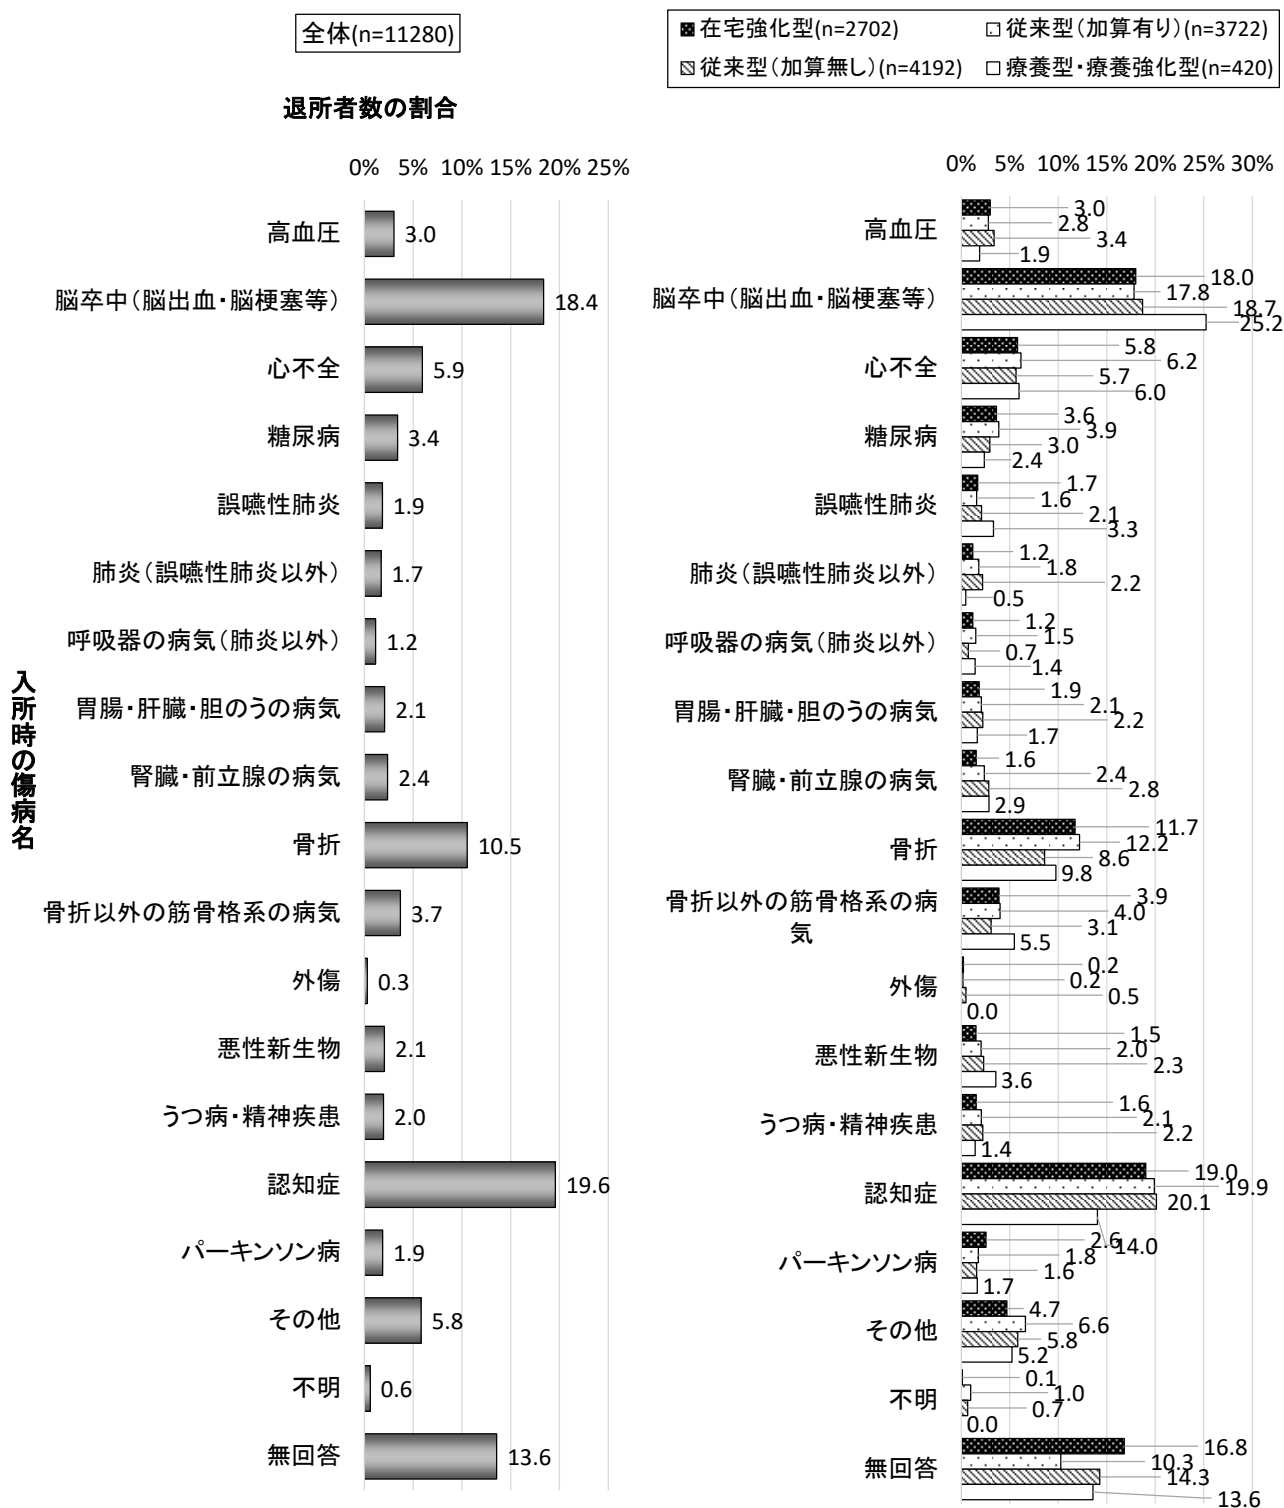 全体(n=11280)
退所者数の割合
0% 5% 10% 15% 20% 25%
入所時の傷病名
高血圧 3.0
脳卒中（脳出血・脳梗塞等） 18.4
心不全 5.9
糖尿病 3.4
誤嚥性肺炎 1.9
肺炎（誤嚥性肺炎以外） 1.7
呼吸器の病気（肺炎以外） 1.2
胃腸・肝臓・胆のうの病気 2.1
腎臓・前立腺の病気 2.4
骨折 10.5
骨折以外の筋骨格系の病気 3.7
外傷 0.3
悪性新生物 2.1
うつ病・精神疾患 2.0
認知症 19.6
パーキンソン病 1.9
その他 5.8
不明 0.6
無回答 13.6
在宅強化型(n=2702) 従来型（加算有り）(n=3722)
従来型（加算無し）(n=4192) 療養型・療養強化型(n=420)
0% 5% 10% 15% 20% 25% 30%
高血圧
3.0
2.8
3.4
1.9
脳卒中（脳出血・脳梗塞等）
18.0
17.8
18.7
25.2
心不全
5.8
6.2
5.7
6.0
糖尿病
3.6
3.9
3.0
2.4
誤嚥性肺炎
1.7
1.6
2.1
3.3
肺炎（誤嚥性肺炎以外）
1.2
1.8
2.2
0.5
呼吸器の病気（肺炎以外）
1.2
1.5
0.7
1.4
胃腸・肝臓・胆のうの病気
1.9
2.1
2.2
1.7
腎臓・前立腺の病気
1.6
2.4
2.8
2.9
骨折
11.7
12.2
8.6
9.8
骨折以外の筋骨格系の病
気
3.9
4.0
3.1
5.5
外傷
0.2
0.2
0.5
0.0
悪性新生物
1.5
2.0
2.3
3.6
うつ病・精神疾患
1.6
2.1
2.2
1.4
認知症
19.0
19.9
20.1
14.0
パーキンソン病
2.6
1.8
1.6
1.7
その他
4.7
6.6
5.8
5.2
不明
0.1
1.0
0.7
0.0
無回答
16.8
10.3
14.3
13.6